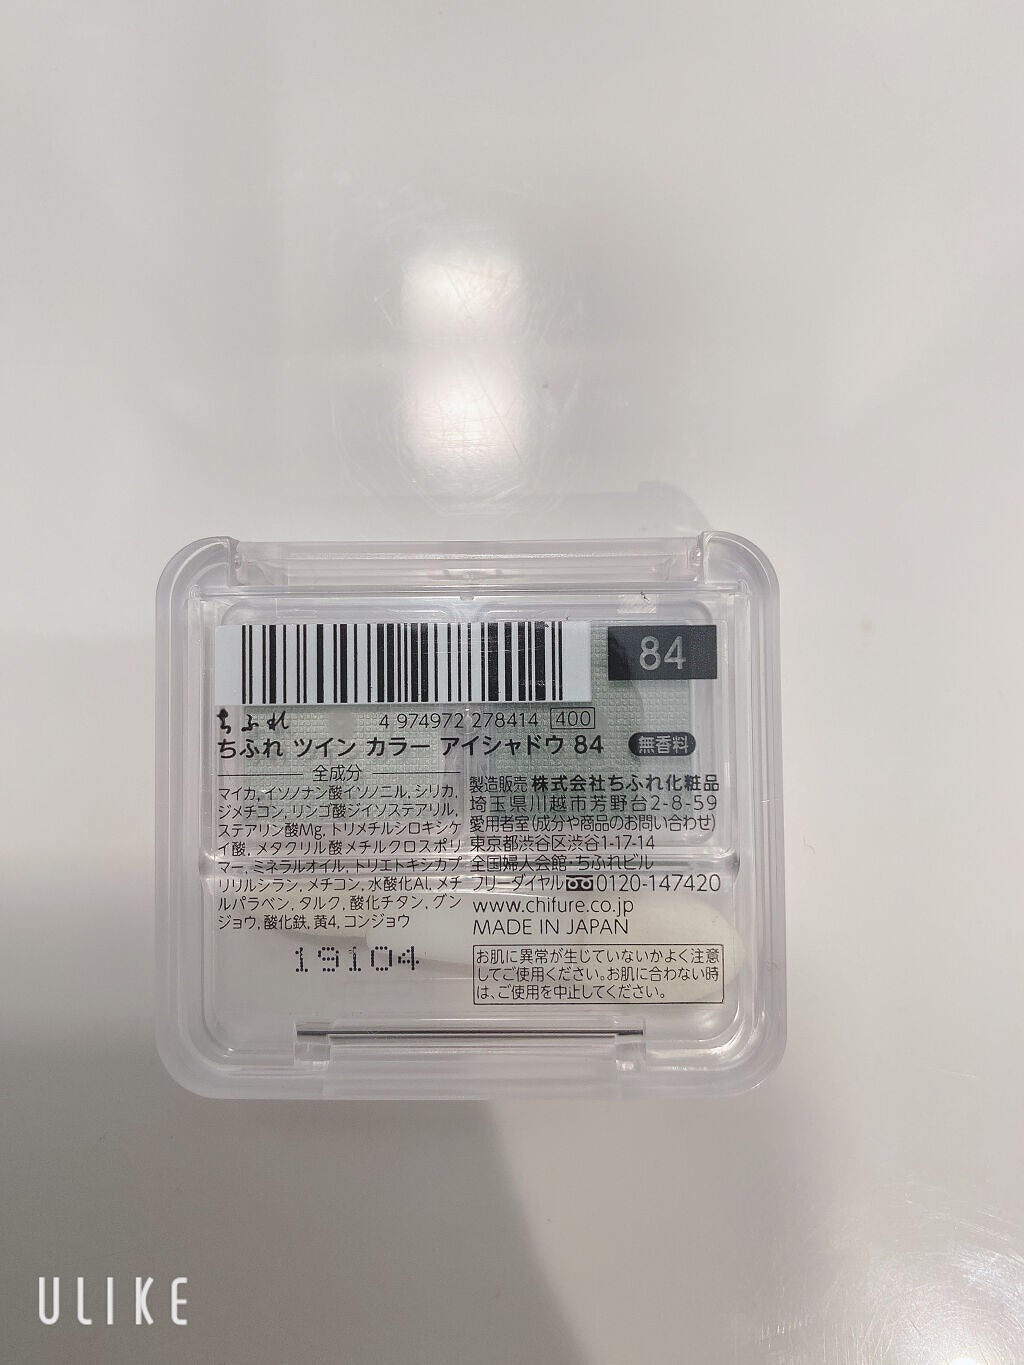 84
ちふれ
4 974972 278414 400
ちふれ ツイン カラー アイシャドウ 84 無香料
全成分
マイカ, イソノナン酸イソノニル, シリカ,
ジメチコン, リンゴ酸ジイソステアリル,
ステアリン酸Mg, トリメチルシロキシケ
イ酸, メタクリル酸メチルクロスポリ
マー, ミネラルオイル, トリエトキシカプ
リリルシラン, メチコン, 水酸化Al, メチ
ルパラベン, タルク, 酸化チタン, グン
ジョウ, 酸化鉄, 黄4, コンジョウ
19104
製造販売 株式会社ちふれ化粧品
埼玉県川越市芳野台2-8-59
愛用者室(成分や商品のお問い合わせ)
東京都渋谷区渋谷1-17-14
全国婦人会館・ちふれビル
フリーダイヤル 0120-147420
www.chifure.co.jp
MADE IN JAPAN
お肌に異常が生じていないかよく注意
してご使用ください。お肌に合わない時
は、ご使用を中止してください。
ULIKE